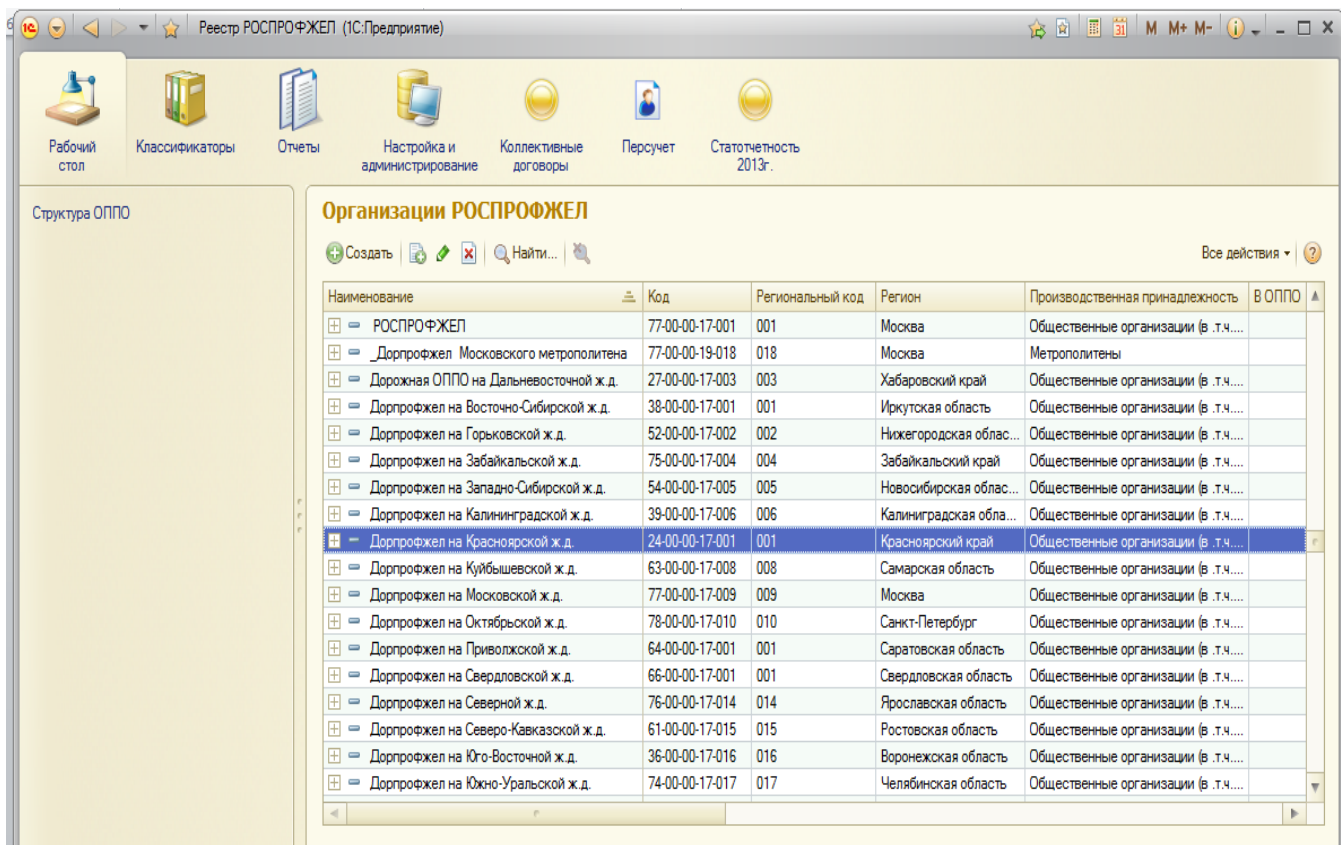 Реестр РОСПРОФЖЕЛ (1С:Предприятие)
M M+ M-
Рабочий стол
Классификаторы
Отчеты
Настройка и администрирование
Коллективные договоры
Персучет
Статотчетность 2013г.
Структура ОППО
Организации РОСПРОФЖЕЛ
Создать Найти... Все действия
Наименование Код Региональный код Регион Производственная принадлежность В ОППО
РОСПРОФЖЕЛ 77-00-00-17-001 001 Москва Общественные организации (в .т.ч....
_Дорпрофжел Московского метрополитена 77-00-00-19-018 018 Москва Метрополитены
Дорожная ОППО на Дальневосточной ж.д. 27-00-00-17-003 003 Хабаровский край Общественные организации (в .т.ч....
Дорпрофжел на Восточно-Сибирской ж.д. 38-00-00-17-001 001 Иркутская область Общественные организации (в .т.ч....
Дорпрофжел на Горьковской ж.д. 52-00-00-17-002 002 Нижегородская облас... Общественные организации (в .т.ч....
Дорпрофжел на Забайкальской ж.д. 75-00-00-17-004 004 Забайкальский край Общественные организации (в .т.ч....
Дорпрофжел на Западно-Сибирской ж.д. 54-00-00-17-005 005 Новосибирская облас... Общественные организации (в .т.ч....
Дорпрофжел на Калининградской ж.д. 39-00-00-17-006 006 Калиниградская обла... Общественные организации (в .т.ч....
Дорпрофжел на Красноярской ж.д. 24-00-00-17-001 001 Красноярский край Общественные организации (в .т.ч....
Дорпрофжел на Куйбышевской ж.д. 63-00-00-17-008 008 Самарская область Общественные организации (в .т.ч....
Дорпрофжел на Московской ж.д. 77-00-00-17-009 009 Москва Общественные организации (в .т.ч....
Дорпрофжел на Октябрьской ж.д. 78-00-00-17-010 010 Санкт-Петербург Общественные организации (в .т.ч....
Дорпрофжел на Приволжской ж.д. 64-00-00-17-001 001 Саратовская область Общественные организации (в .т.ч....
Дорпрофжел на Свердловской ж.д. 66-00-00-17-001 001 Свердловская область Общественные организации (в .т.ч....
Дорпрофжел на Северной ж.д. 76-00-00-17-014 014 Ярославская область Общественные организации (в .т.ч....
Дорпрофжел на Северо-Кавказской ж.д. 61-00-00-17-015 015 Ростовская область Общественные организации (в .т.ч....
Дорпрофжел на Юго-Восточной ж.д. 36-00-00-17-016 016 Воронежская область Общественные организации (в .т.ч....
Дорпрофжел на Южно-Уральской ж.д. 74-00-00-17-017 017 Челябинская область Общественные организации (в .т.ч....